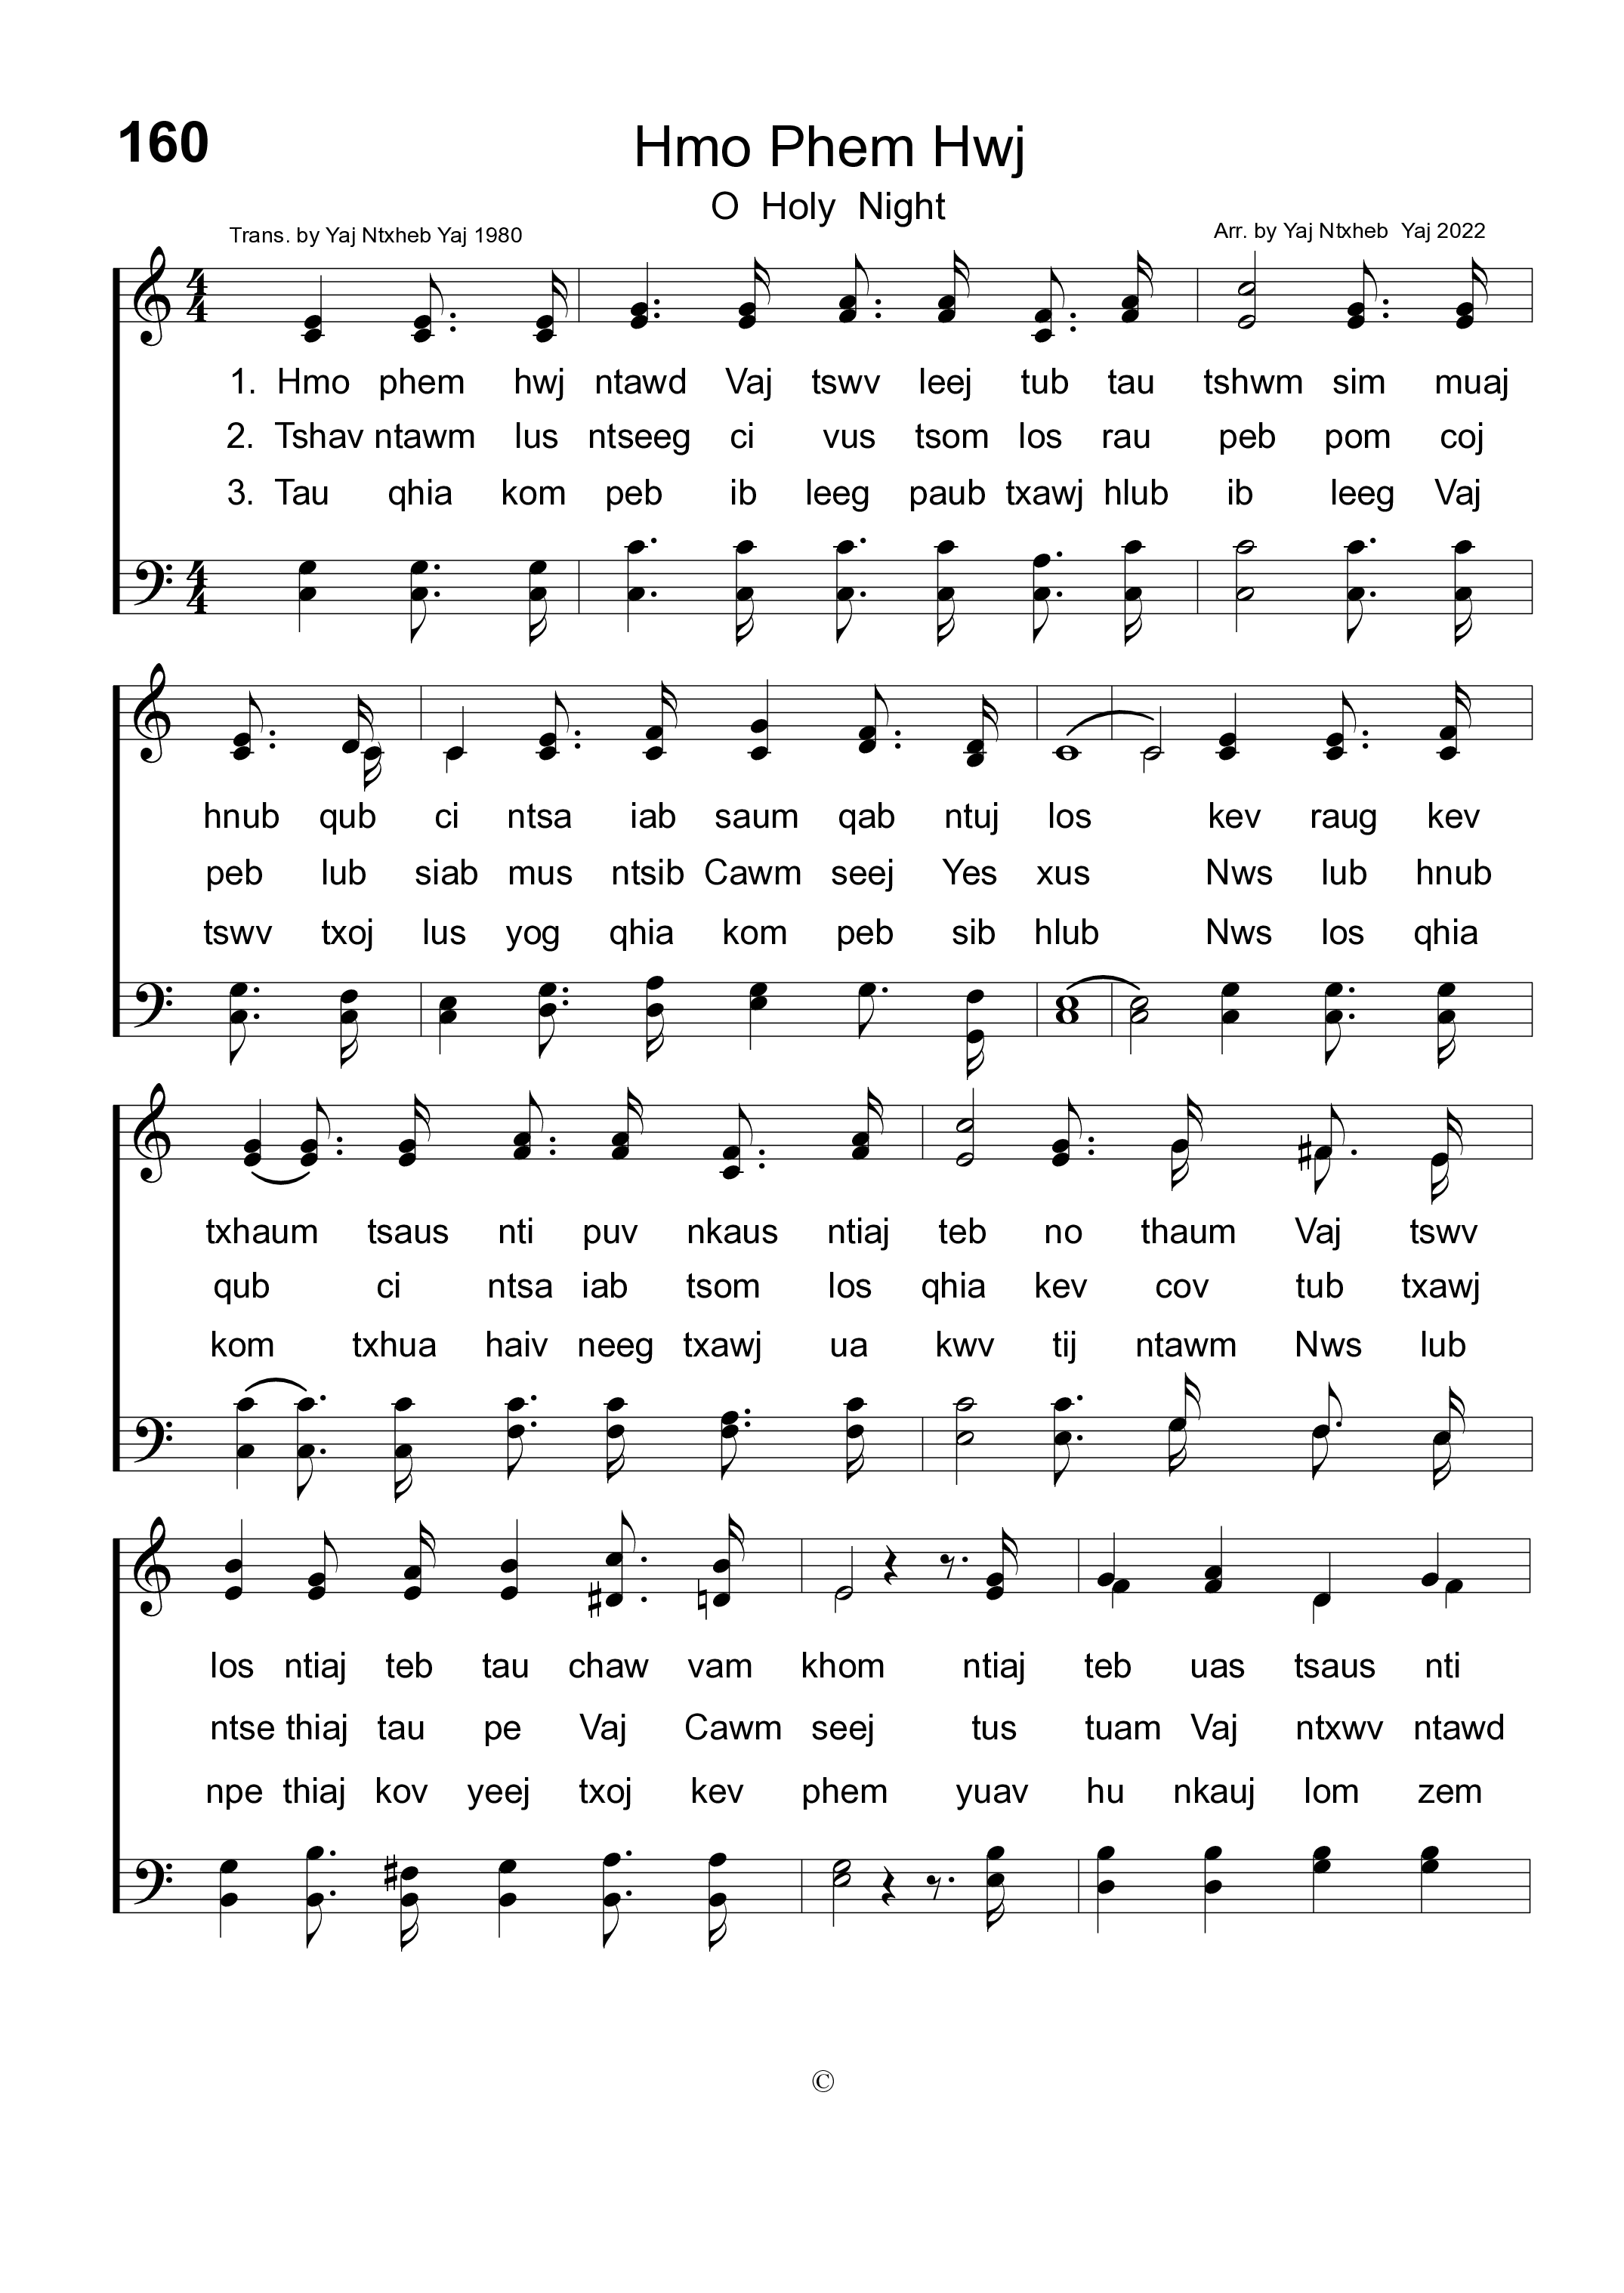 160
Hmo Phem Hwj
O Holy Night
Trans. by Yaj Ntxheb Yaj 1980
Arr. by Yaj Ntxheb Yaj 2022
1. Hmo phem hwj ntawd Vaj tswv leej tub tau tshwm sim muaj
2. Tshav ntawm lus ntseeg ci vus tsom los rau peb pom coj
3. Tau qhia kom peb ib leeg paub txawj hlub ib leeg Vaj
hnub qub ci ntsa iab saum qab ntuj los kev raug kev
peb lub siab mus ntsib Cawm seej Yes xus Nws lub hnub
tswv txoj lus yog qhia kom peb sib hlub Nws los qhia
txhaum tsaus nti puv nkaus ntiaj teb no thaum Vaj tswv
qub ci ntsa iab tsom los qhia kev cov tub txawj
kom txhua haiv neeg txawj ua kwv tij ntawm Nws lub
los ntiaj teb tau chaw vam khom ntiaj teb uas tsaus nti
ntse thiaj tau pe Vaj Cawm seej tus tuam Vaj ntxwv ntawd
npe thiaj kov yeej txoj kev phem yuav hu nkauj lom zem
©